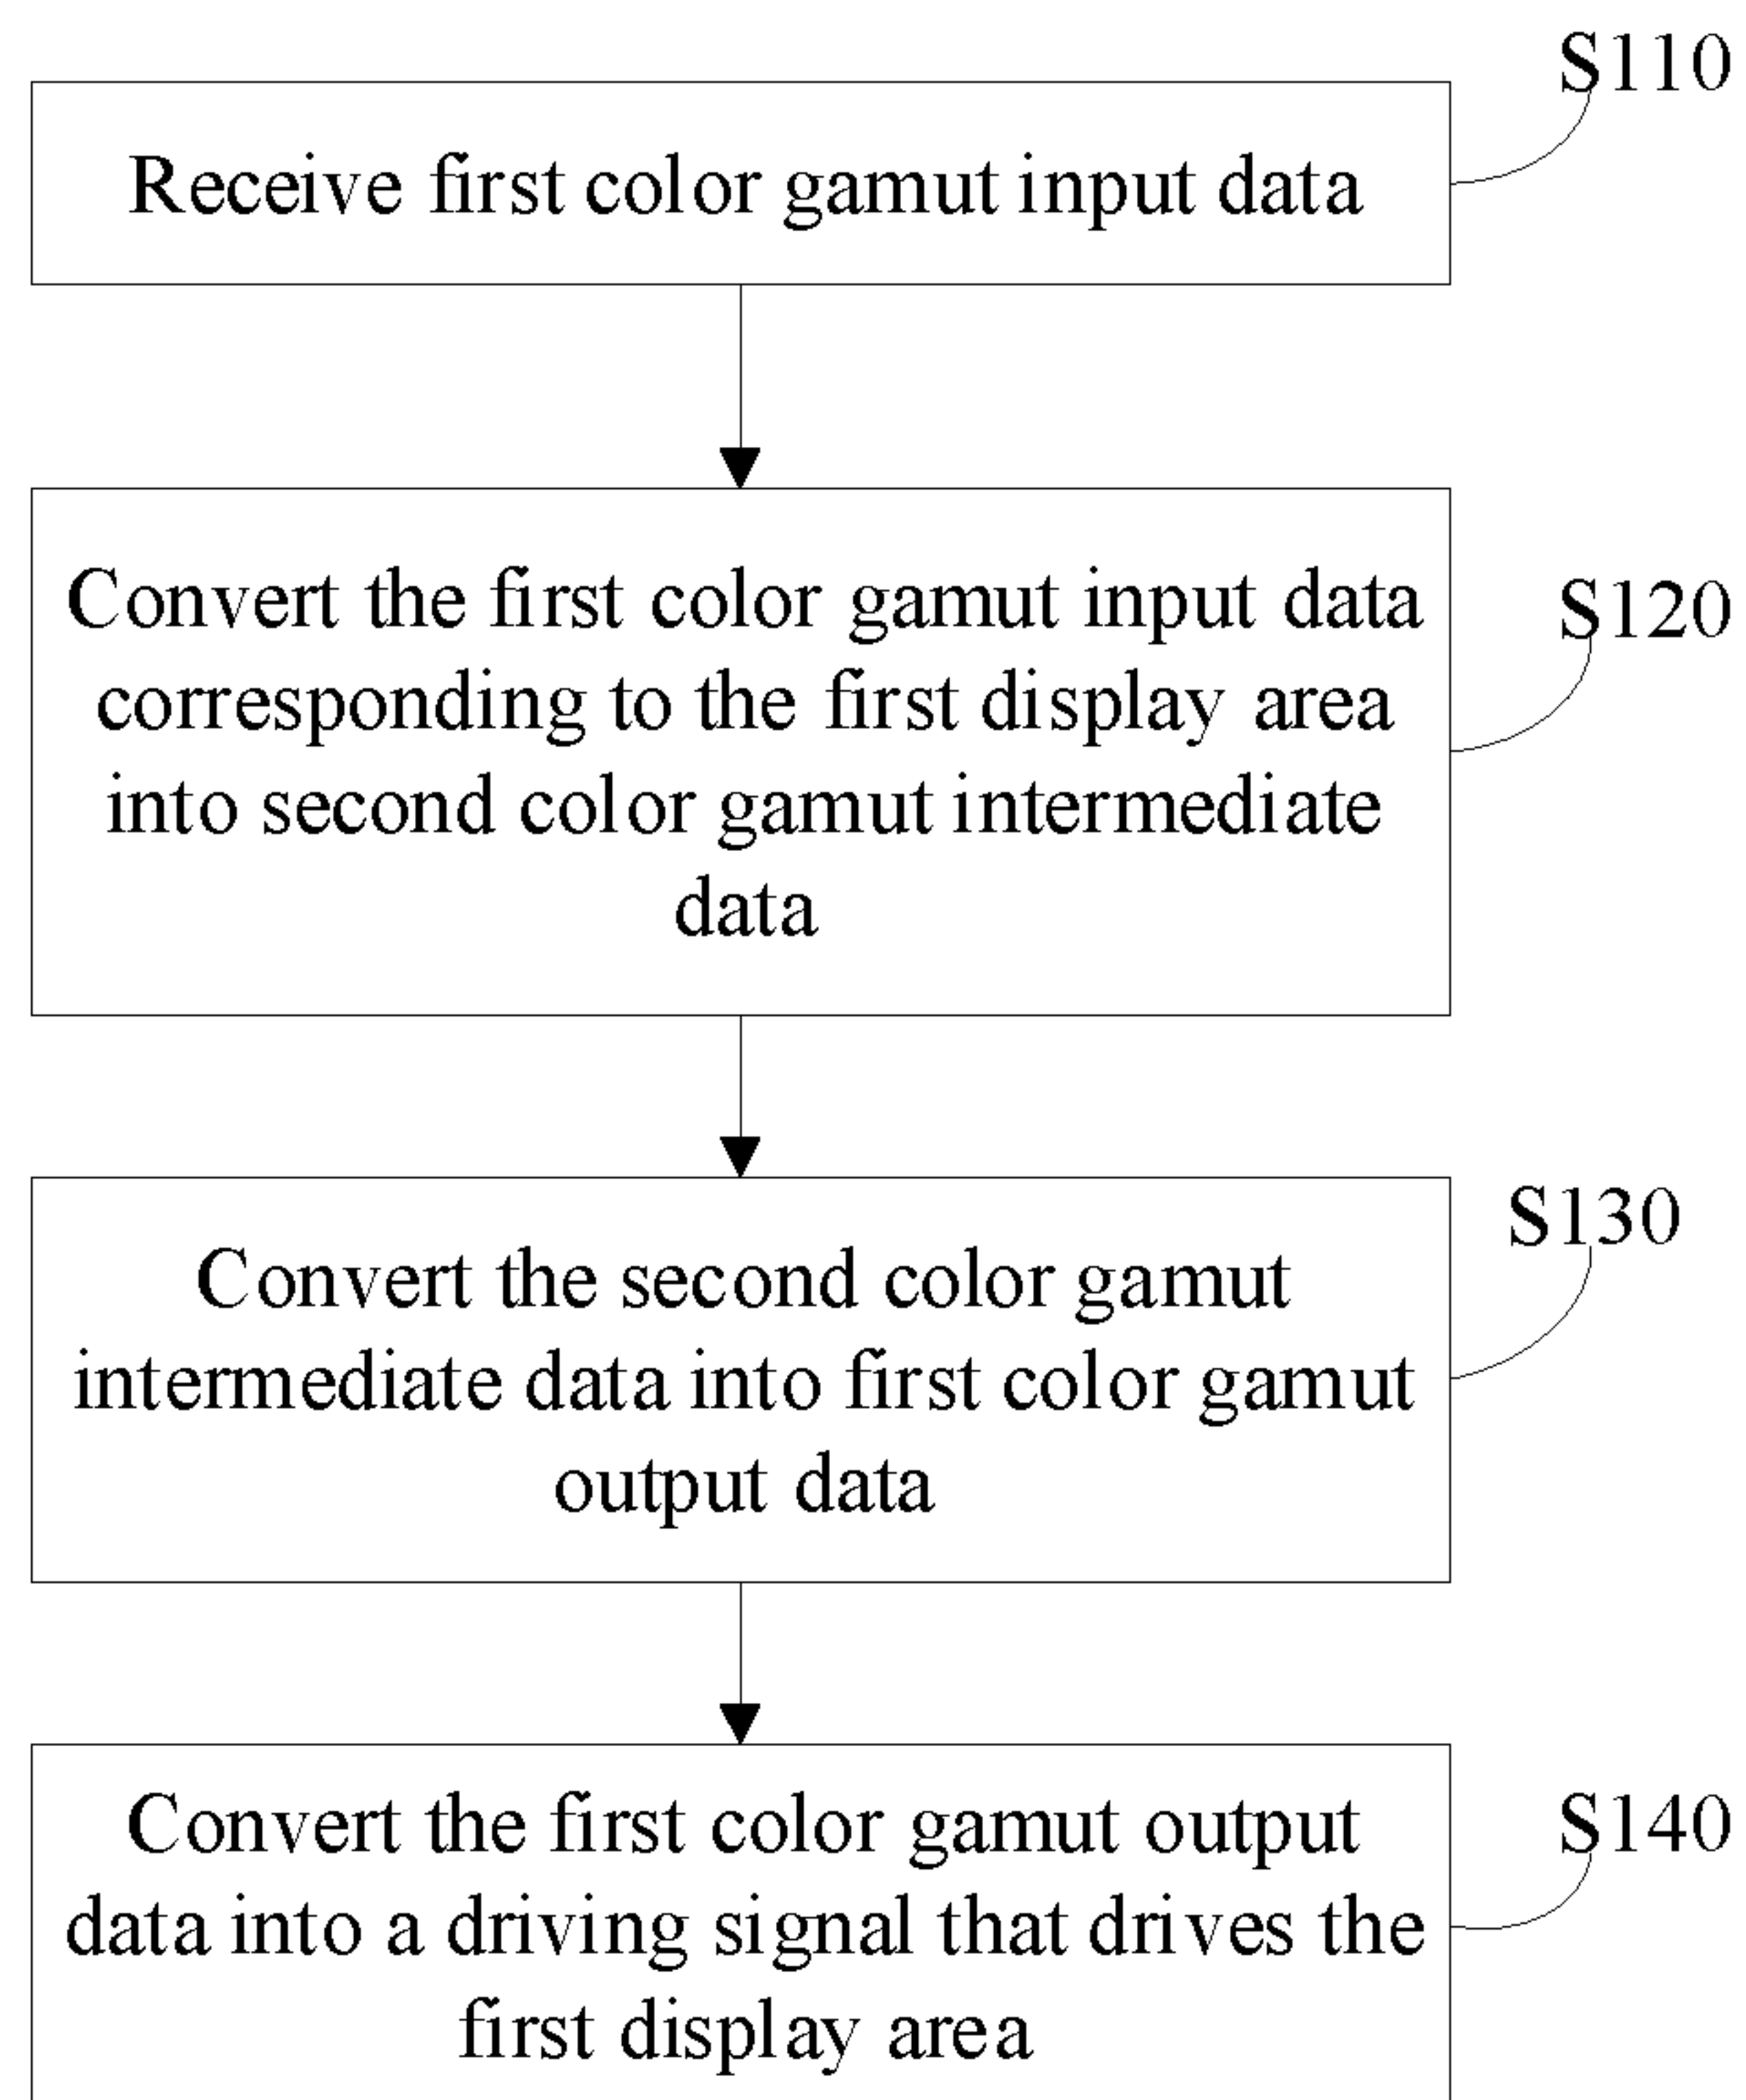 S110
Receive first color gamut input data
Convert the first color gamut input data
S120
corresponding to the first display area
into second color gamut intermediate
data
S130
Convert the second color gamut
intermediate data into first color gamut
output data
Convert the first color gamut output
S140
data into a driving signal that drives the
first display area